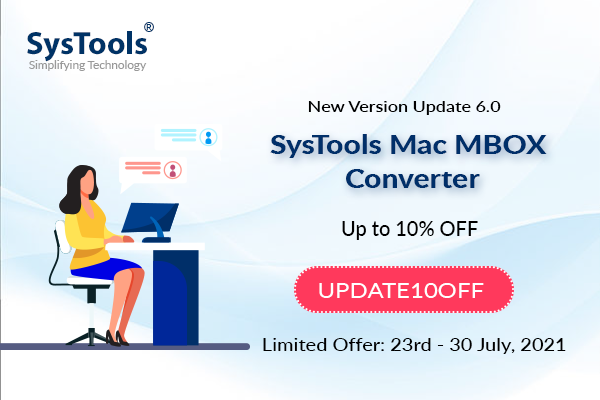 SysTools®
Simplifying Technology
New Version Update 6.0
SysTools Mac MBOX
Converter
Up to 10% OFF
UPDATE10OFF
Limited Offer: 23rd - 30 July, 2021